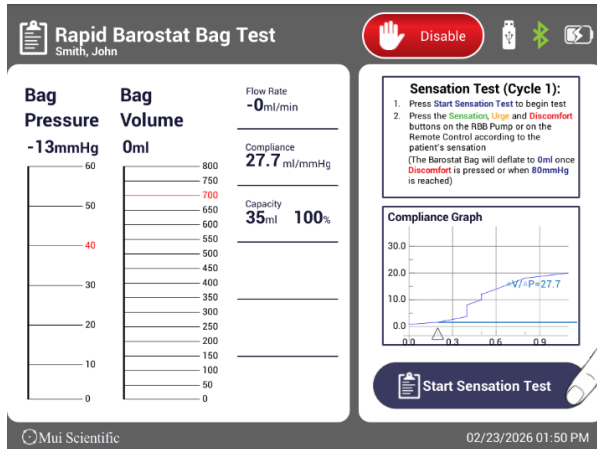 Rapid Barostat Bag Test
Smith, John
Disable
Bag Pressure
-13mmHg
60
50
40
30
20
10
0
Bag Volume
0ml
800
750
700
650
600
550
500
450
400
350
300
250
200
150
100
50
0
Flow Rate
-0ml/min
Compliance
27.7 ml/mmHg
Capacity
35ml 100%
Sensation Test (Cycle 1):
1. Press Start Sensation Test to begin test
2. Press the Sensation, Urge and Discomfort
buttons on the RBB Pump or on the
Remote Control according to the
patient's sensation
(The Barostat Bag will deflate to 0ml once
Discomfort is pressed or when 80mmHg
is reached)
Compliance Graph
30.0
20.0
10.0
0.0
△V/△P=27.7
0.0 0.3 0.6 0.9
Start Sensation Test
Mui Scientific
02/23/2026 01:50 PM